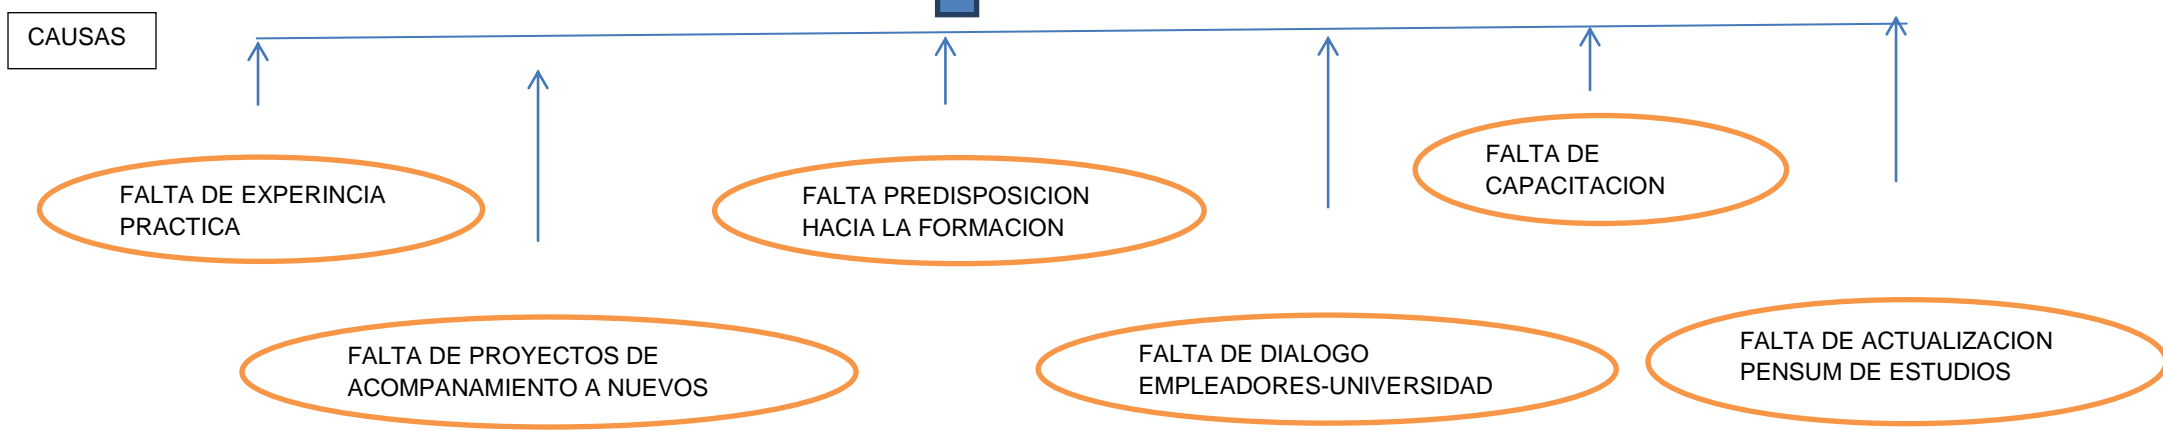 CAUSAS
FALTA DE EXPERINCIA
PRACTICA
FALTA PREDISPOSICION
HACIA LA FORMACION
FALTA DE
CAPACITACION
FALTA DE PROYECTOS DE
ACOMPANAMIENTO A NUEVOS
FALTA DE DIALOGO
EMPLEADORES-UNIVERSIDAD
FALTA DE ACTUALIZACION
PENSUM DE ESTUDIOS